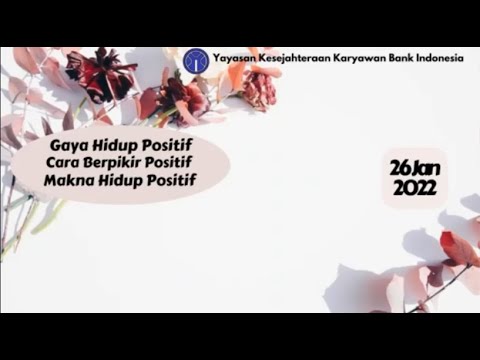 Yayasan Kesejahteraan Karyawan Bank Indonesia
Gaya Hidup Positif
Cara Berpikir Positif
Makna Hidup Positif
26 Jan
2022